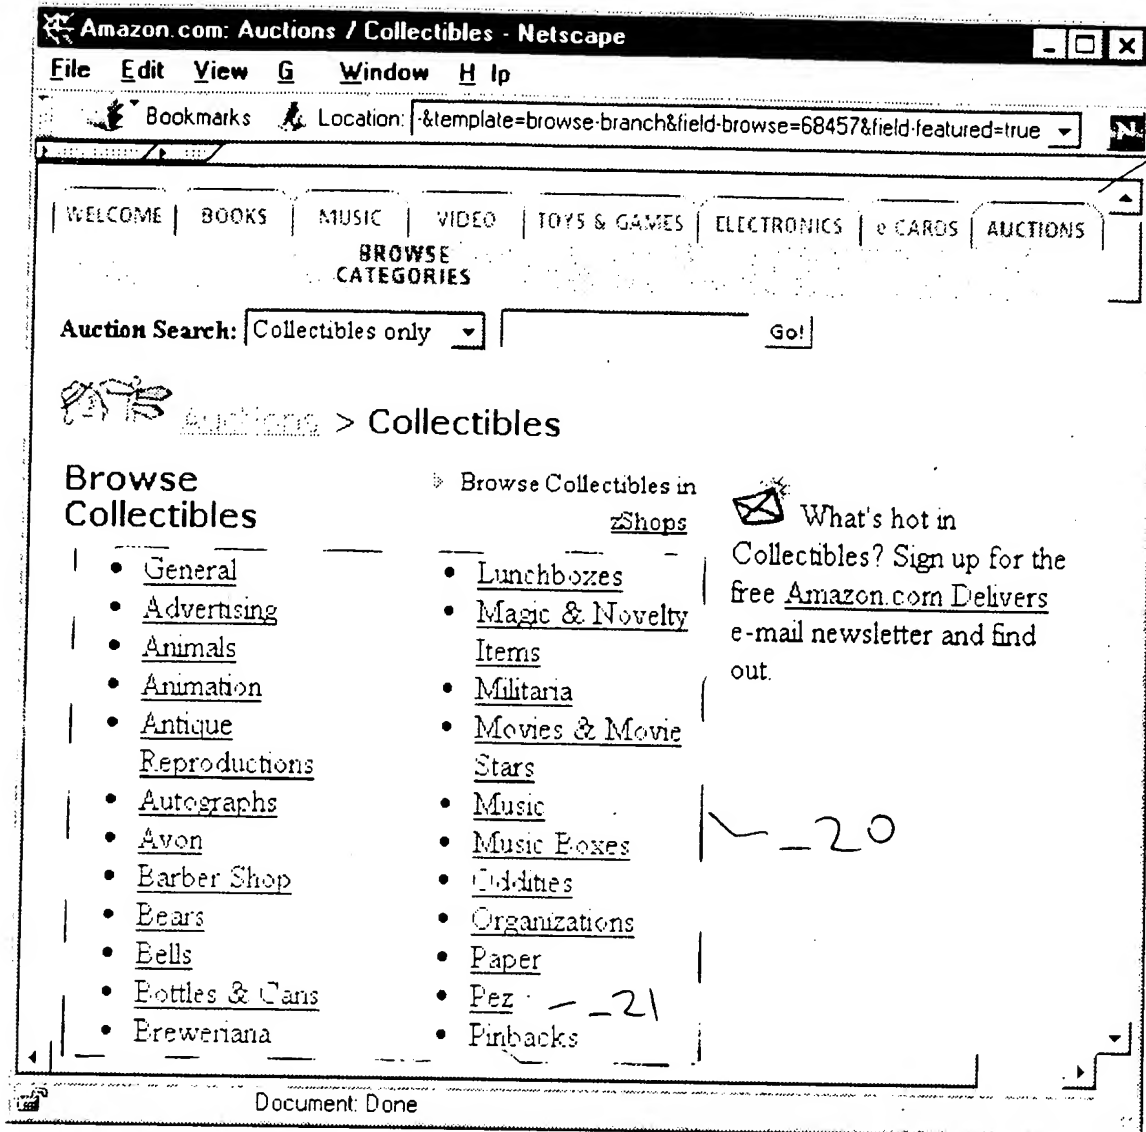 Amazon.com: Auctions / Collectibles - Netscape
File Edit View G Window H lp
Bookmarks Location: -&template=browse-branch&field-browse=68457&field-featured=true N
WELCOME BOOKS MUSIC VIDEO TOYS & GAMES ELECTRONICS e CARDS AUCTIONS
BROWSE
CATEGORIES
Auction Search: Collectibles only Go!
Auctions > Collectibles
Browse
Collectibles
• General
• Advertising
• Animals
• Animation
• Antique
Reproductions
• Autographs
• Avon
• Barber Shop
• Bears
• Bells
• Bottles & Cans
• Breweriana
Browse Collectibles in
zShops
• Lunchboxes
• Magic & Novelty
Items
• Militaria
• Movies & Movie
Stars
• Music
• Music Boxes
• Oddities
• Organizations
• Paper
• Pez 21
• Pinbacks
What's hot in
Collectibles? Sign up for the
free Amazon.com Delivers
e-mail newsletter and find
out.
20
Document: Done